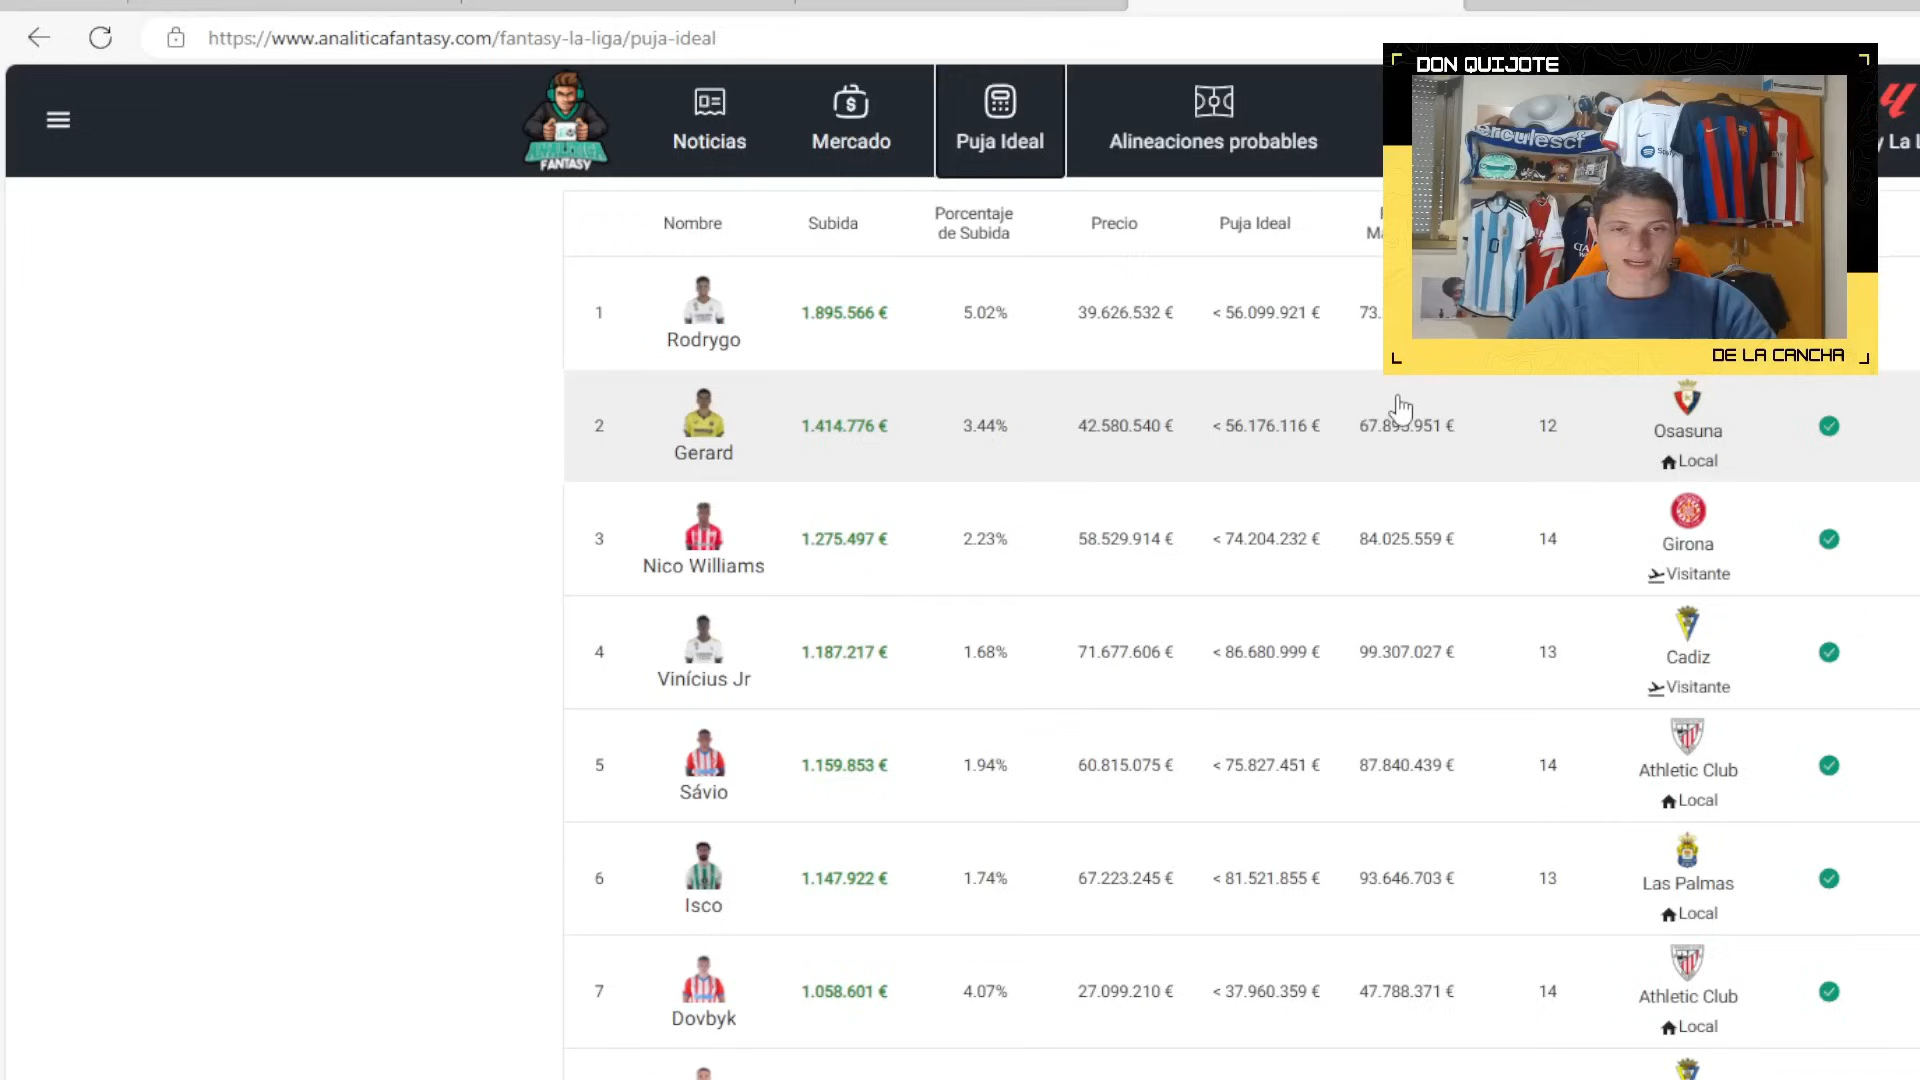 https://www.analiticafantasy.com/fantasy-la-liga/puja-ideal
DON QUIJOTE
DE LA CANCHA
ANALITICA
FANTASY
Noticias
Mercado
Puja Ideal
Alineaciones probables
La
herculescf
Nombre
Subida
Porcentaje
de Subida
Precio
Puja Ideal
1
Rodrygo
1.895.566 €
5.02%
39.626.532 €
< 56.099.921 €
73.
2
Gerard
1.414.776 €
3.44%
42.580.540 €
< 56.176.116 €
12
Osasuna
Local
3
Nico Williams
1.275.497 €
2.23%
58.529.914 €
< 74.204.232 €
84.025.559 €
14
Girona
Visitante
4
Vinícius Jr
1.187.217 €
1.68%
71.677.606 €
< 86.680.999 €
99.307.027 €
13
Cadiz
Visitante
5
Sávio
1.159.853 €
1.94%
60.815.075 €
< 75.827.451 €
87.840.439 €
14
Athletic Club
Local
6
Isco
1.147.922 €
1.74%
67.223.245 €
< 81.521.855 €
93.646.703 €
13
Las Palmas
Local
7
Dovbyk
1.058.601 €
4.07%
27.099.210 €
< 37.960.359 €
47.788.371 €
14
Athletic Club
Local